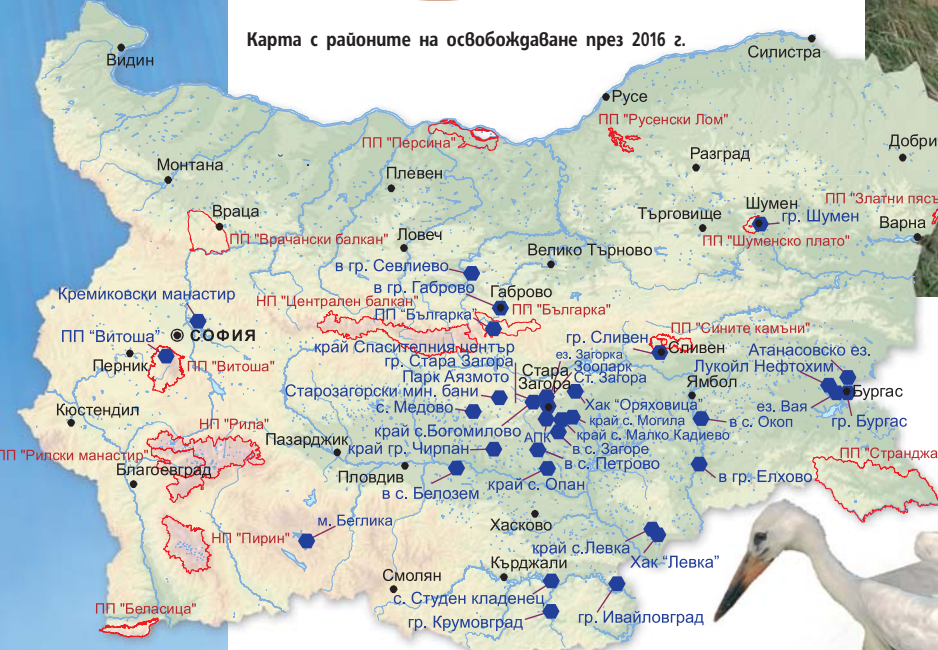 Карта с районите на освобождаване през 2016 г.
Видин
Силистра
Русе
ПП "Русенски Лом"
ПП "Персина"
Разград
Добри
Монтана
Плевен
Шумен
ПП "Златни пясъ
Враца
Търговище
гр. Шумен
Варна
ПП "Врачански балкан"
Ловеч
ПП "Шуменско плато"
Велико Търново
в гр. Севлиево
в гр. Габрово
Габрово
Кремиковски манастир
НП "Централен балкан"
ПП "Българка"
ПП "Българка"
ПП "Витоша"
СОФИЯ
ПП "Сините камъни"
гр. Сливен
Сливен
край Спасителния център
Атанасовско ез.
Перник
ПП "Витоша"
гр. Стара Загора
ез. Загорка
Зоопарк
Лукойл Нефтохим
Парк Аязмото
Стара
Загора
Ст. Загора
Ямбол
Старозагорски мин. бани
Бургас
Кюстендил
с. Медово
Хак "Оряховица"
ез. Вая
НП "Рила"
край с. Могила
в с. Окоп
гр. Бургас
край с.Богомилово
АПК
край с. Малко Кадиево
Пазарджик
край гр. Чирпан
в с. Загоре
ПП "Рилски манастир"
ПП "Странджа
Благоевград
Пловдив
в с. Петрово
в гр. Елхово
в с. Белозем
край с. Опан
м. Беглика
Хасково
НП "Пирин"
край с.Левка
Хак "Левка"
Кърджали
Смолян
с. Студен кладенец
ПП "Беласица"
гр. Крумовград
гр. Ивайловград